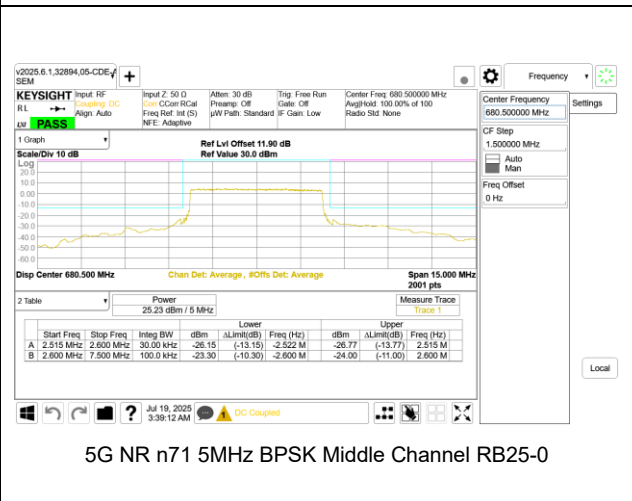 v2025.6.1,32894,05-CDE-
SEM
+
Frequency
KEYSIGHT
RL
PASS
Input: RF
Coupling: DC
Align: Auto
Input Z: 50 Ω
Corr CCorr RCal
Freq Ref: Int (S)
NFE: Adaptive
Atten: 30 dB
Preamp: Off
µW Path: Standard
Trig: Free Run
Gate: Off
IF Gain: Low
Center Freq: 680.500000 MHz
Avg|Hold: 100.00% of 100
Radio Std: None
Center Frequency
680.500000 MHz
Settings
CF Step
1.500000 MHz
Auto
Man
Freq Offset
0 Hz
1 Graph
Ref Lvl Offset 11.90 dB
Scale/Div 10 dB
Ref Value 30.0 dBm
Log
20.0
10.0
0.00
-10.0
-20.0
-30.0
-40.0
-50.0
-60.0
Disp Center 680.500 MHz
Chan Det: Average , #Offs Det: Average
Span 15.000 MHz
2001 pts
2 Table
Power
25.23 dBm / 5 MHz
Measure Trace
Trace 1
Lower Upper
Start Freq Stop Freq Integ BW dBm ΔLimit(dB) Freq (Hz) dBm ΔLimit(dB) Freq (Hz)
A 2.515 MHz 2.600 MHz 30.00 kHz -26.15 (-13.15) -2.522 M -26.77 (-13.77) 2.515 M
B 2.600 MHz 7.500 MHz 100.0 kHz -23.30 (-10.30) -2.600 M -24.00 (-11.00) 2.600 M
Local
?
Jul 19, 2025
3:39:12 AM
DC Coupled
5G NR n71 5MHz BPSK Middle Channel RB25-0